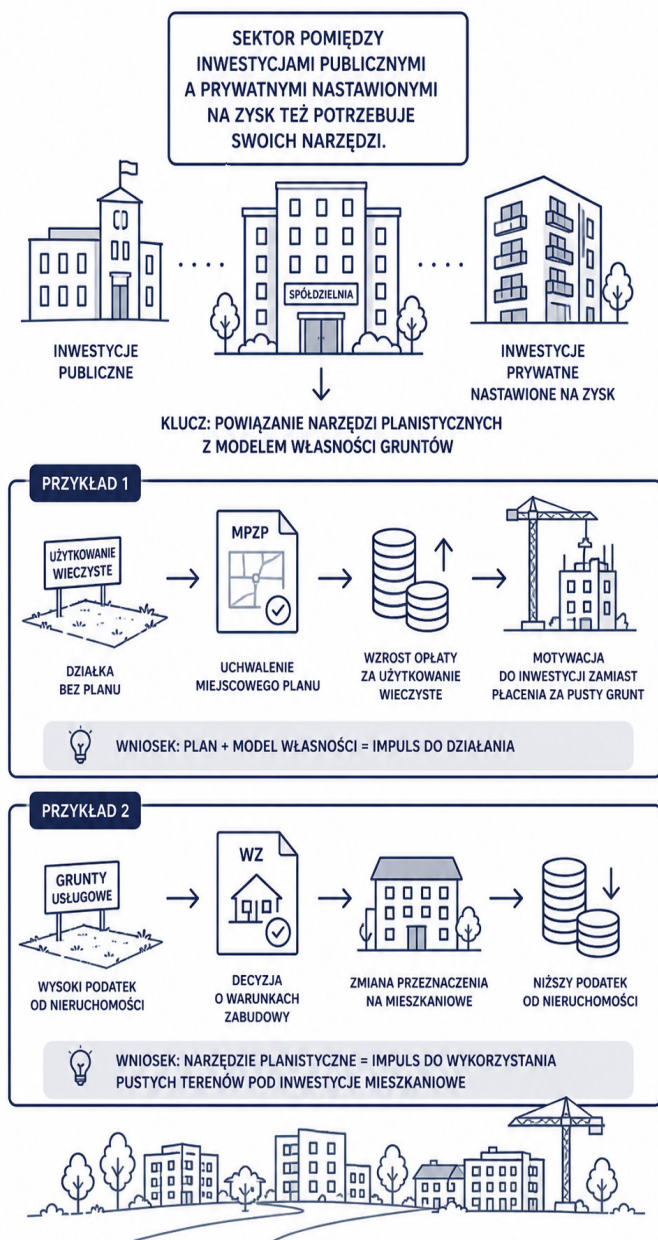 SEKTOR POMIĘDZY
INWESTYCJAMI PUBLICZNYMI
A PRYWATNYMI NASTAWIONYMI
NA ZYSK TEŻ POTRZEBUJE
SWOICH NARZĘDZI.
SPÓŁDZIELNIA
INWESTYCJE
PUBLICZNE
INWESTYCJE
PRYWATNE
NASTAWIONE NA ZYSK
KLUCZ: POWIĄZANIE NARZĘDZI PLANISTYCZNYCH
Z MODELEM WŁASNOŚCI GRUNTÓW
PRZYKŁAD 1
UŻYTKOWANIE
WIECZYSTE
MPZP
DZIAŁKA
BEZ PLANU
UCHWALENIE
MIEJSCOWEGO PLANU
WZROST OPŁATY
ZA UŻYTKOWANIE
WIECZYSTE
MOTYWACJA
DO INWESTYCJI ZAMIAST
PŁACENIA ZA PUSTY GRUNT
WNIOSEK: PLAN + MODEL WŁASNOŚCI = IMPULS DO DZIAŁANIA
PRZYKŁAD 2
GRUNTY
USŁUGOWE
WZ
WYSOKI PODATEK
OD NIERUCHOMOŚCI
DECYZJA
O WARUNKACH
ZABUDOWY
ZMIANA PRZEZNACZENIA
NA MIESZKANIOWE
NIŻSZY PODATEK
OD NIERUCHOMOŚCI
WNIOSEK: NARZĘDZIE PLANISTYCZNE = IMPULS DO WYKORZYSTANIA
PUSTYCH TERENÓW POD INWESTYCJE MIESZKANIOWE